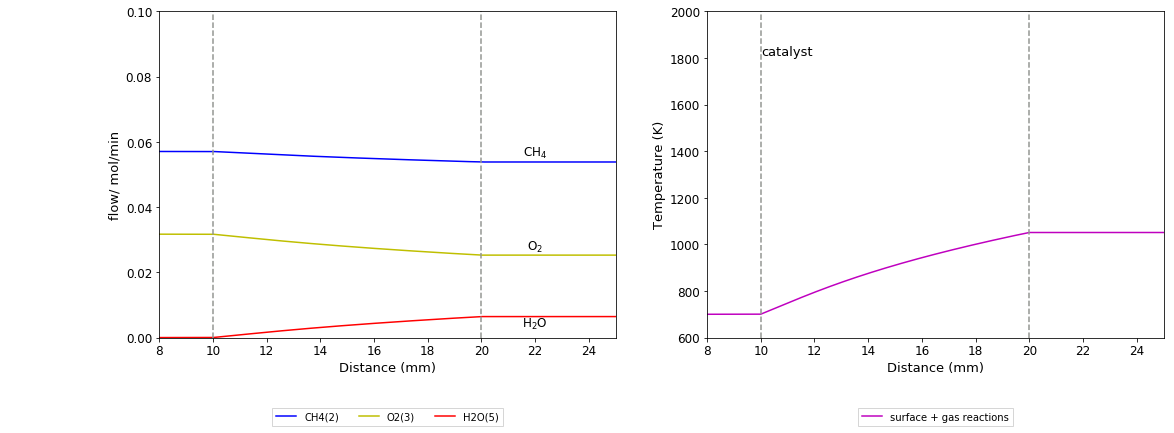 0.10
0.08
0.06
0.04
0.02
0.00
flow/ mol/min
CH₄
O₂
H₂O
8 10 12 14 16 18 20 22 24
Distance (mm)
CH4(2) O2(3) H2O(5)
2000
1800
1600
1400
1200
1000
800
600
Temperature (K)
catalyst
8 10 12 14 16 18 20 22 24
Distance (mm)
surface + gas reactions